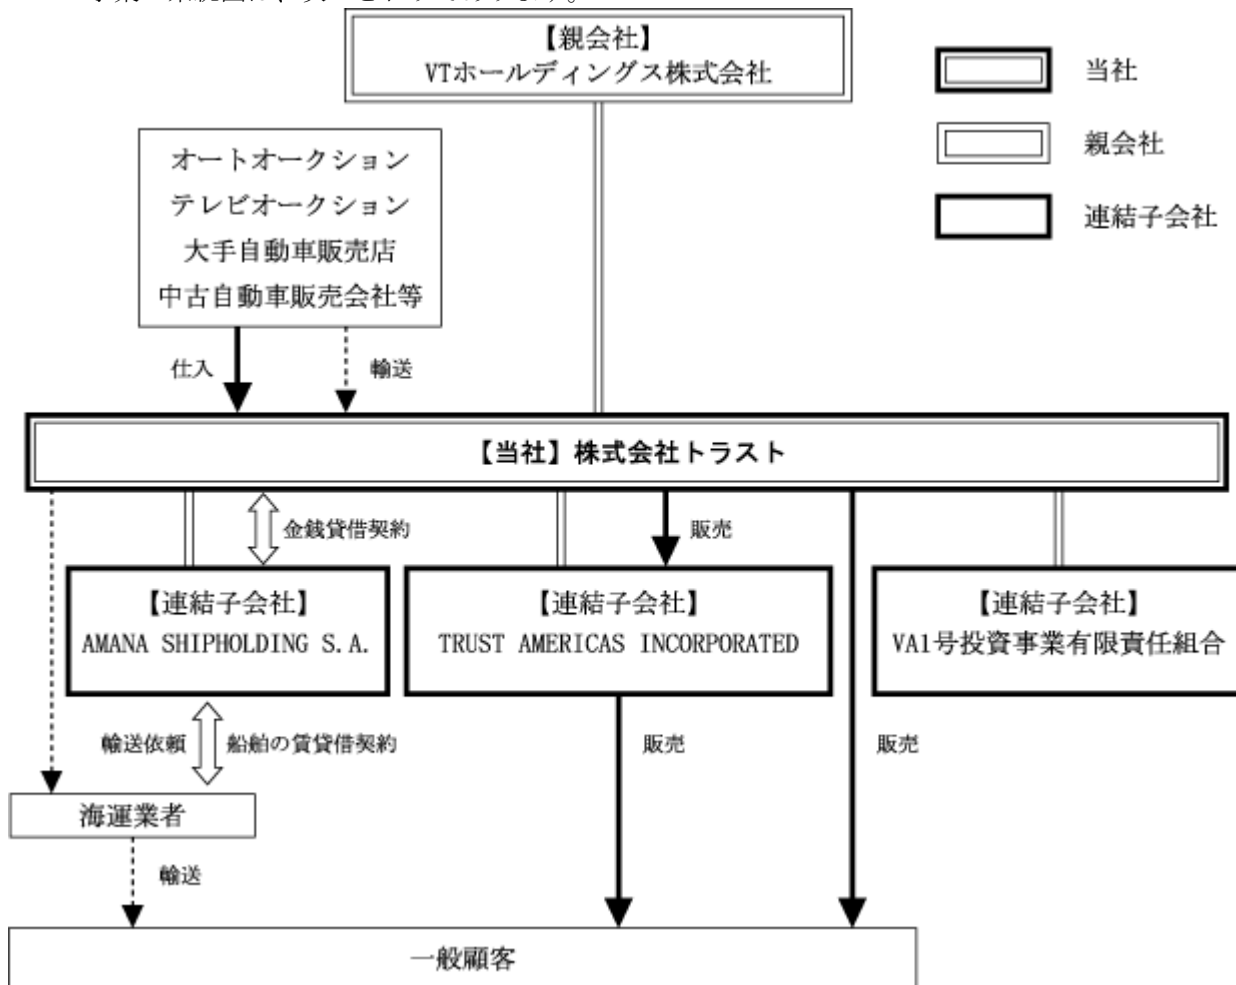 【親会社】
VTホールディングス株式会社
当社
親会社
連結子会社
オートオークション
テレビオークション
大手自動車販売店
中古自動車販売会社等
仕入
輸送
【当社】株式会社トラスト
金銭貸借契約
販売
【連結子会社】
AMANA SHIPHOLDING S.A.
【連結子会社】
TRUST AMERICAS INCORPORATED
【連結子会社】
VA1号投資事業有限責任組合
輸送依頼
船舶の賃貸借契約
販売
販売
海運業者
輸送
一般顧客